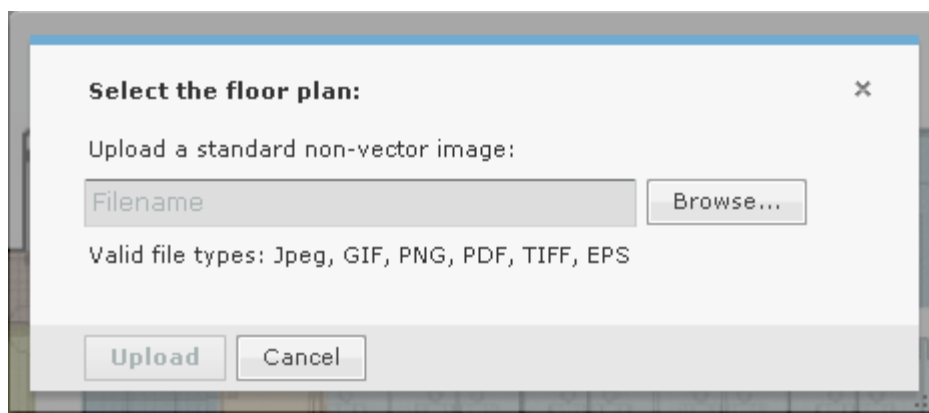 Select the floor plan:
Upload a standard non-vector image:
Filename Browse...
Valid file types: Jpeg, GIF, PNG, PDF, TIFF, EPS
Upload Cancel